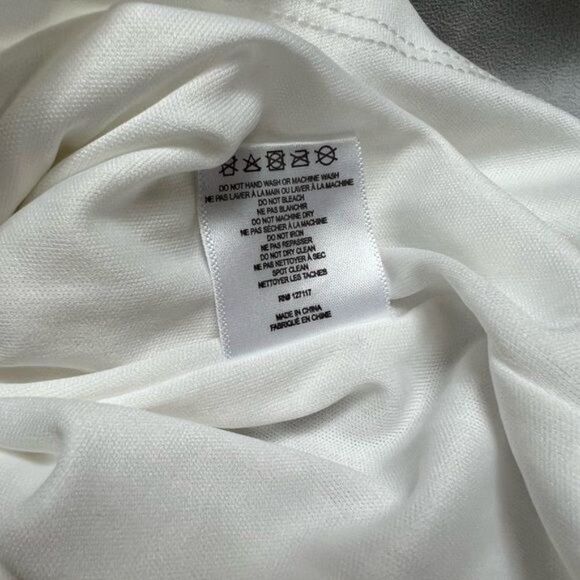 DO NOT HAND WASH OR MACHINE WASH
NE PAS LAVER À LA MAIN OU LAVER À LA MACHINE
DO NOT BLEACH
NE PAS BLANCHIR
DO NOT MACHINE DRY
NE PAS SÉCHER À LA MACHINE
DO NOT IRON
NE PAS REPASSER
DO NOT DRY CLEAN
NE PAS NETTOYER À SEC
SPOT CLEAN
NETTOYER LES TACHES
RN# 127117
MADE IN CHINA
FABRIQUÉ EN CHINE